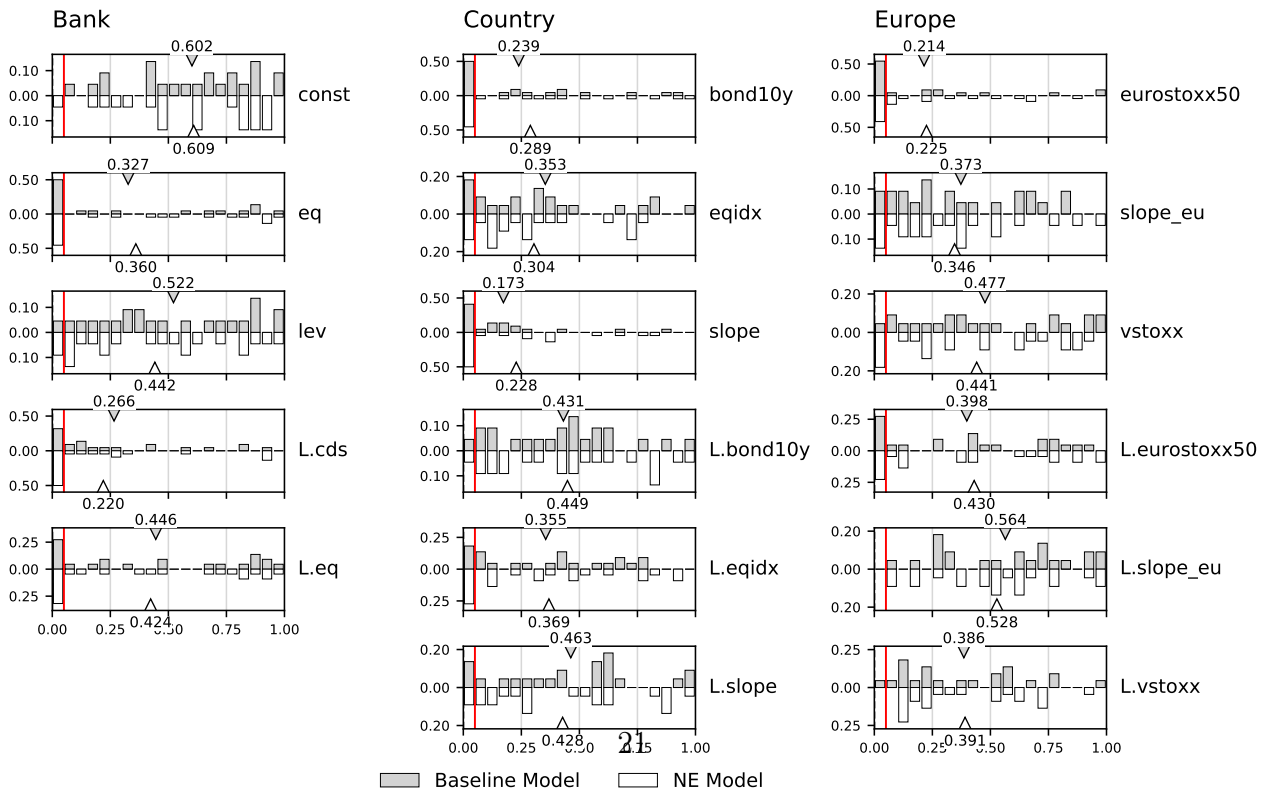 Bank Country Europe
0.602 0.239 0.214
0.10 0.00 0.10 const 0.50 0.00 0.50 bond10y 0.50 0.00 0.50 eurostoxx50
0.609 0.289 0.225
0.327 0.353 0.373
0.50 0.00 0.50 eq 0.20 0.00 0.20 eqidx 0.10 0.00 0.10 slope_eu
0.360 0.304 0.346
0.522 0.173 0.477
0.10 0.00 0.10 lev 0.50 0.00 0.50 slope 0.20 0.00 0.20 vstoxx
0.442 0.228 0.441
0.266 0.431 0.398
0.50 0.00 0.50 L.cds 0.10 0.00 0.10 L.bond10y 0.25 0.00 0.25 L.eurostoxx50
0.220 0.449 0.430
0.446 0.355 0.564
0.25 0.00 0.25 L.eq 0.25 0.00 0.25 L.eqidx 0.20 0.00 0.20 L.slope_eu
0.424 0.369 0.528
0.00 0.25 0.50 0.75 1.00
0.463 0.386
0.20 0.00 0.20 L.slope 0.25 0.00 0.25 L.vstoxx
0.428 0.391
0.00 0.25 0.50 0.75 1.00 0.00 0.25 0.50 0.75 1.00
21
Baseline Model NE Model